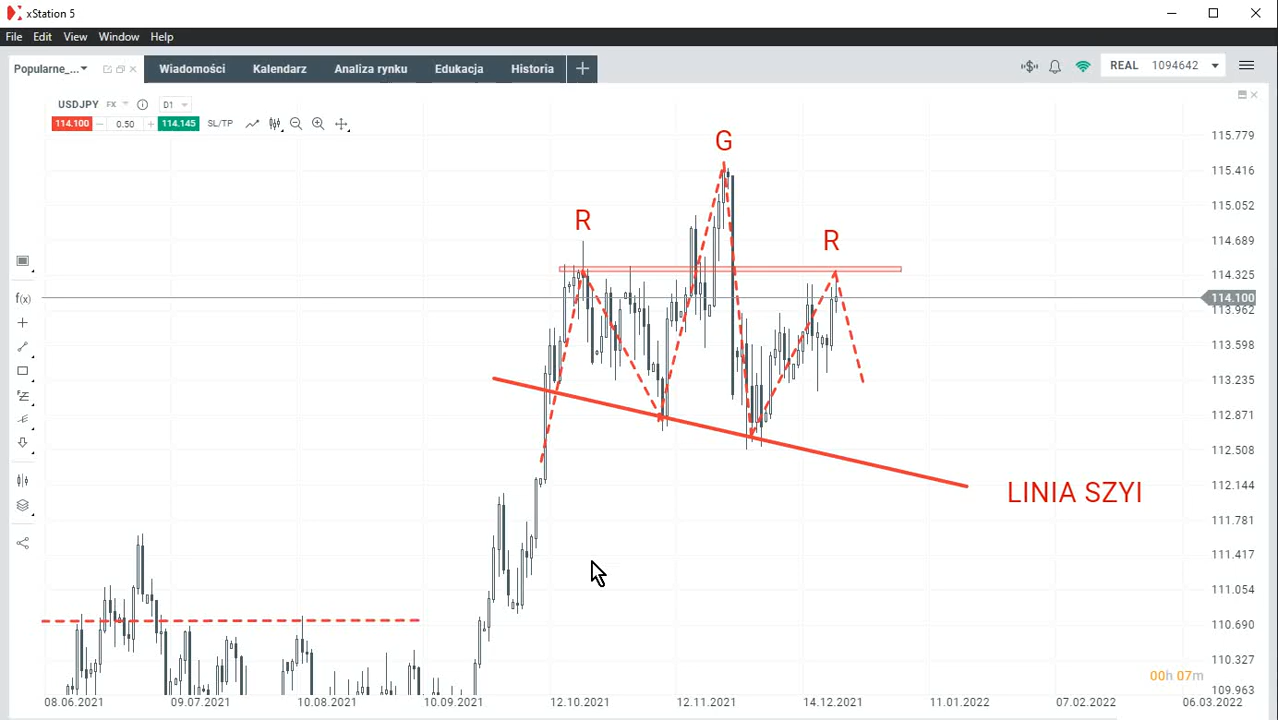 xStation 5
File Edit View Window Help
Popularne_... Wiadomości Kalendarz Analiza rynku Edukacja Historia REAL 1094642
USDJPY FX D1
114.100 0.50 114.145 SL/TP
115.779
115.416
115.052
114.689
114.325
114.100
113.962
113.598
113.235
112.871
112.508
112.144
111.781
111.417
111.054
110.690
110.327
109.963
G
R
R
LINIA SZYI
f(x)
00h 07m
08.06.2021 09.07.2021 10.08.2021 10.09.2021 12.10.2021 12.11.2021 14.12.2021 11.01.2022 07.02.2022 06.03.2022